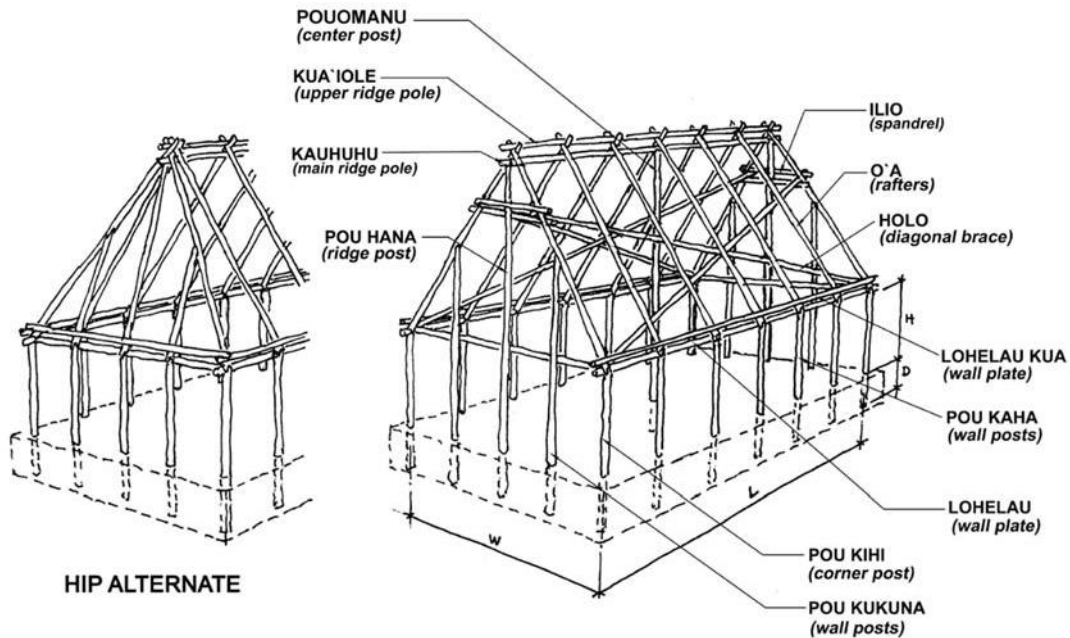 POUOMANU
(center post)
KUA`IOLE
(upper ridge pole)
KAUHUHU
(main ridge pole)
POU HANA
(ridge post)
ILIO
(spandrel)
O`A
(rafters)
HOLO
(diagonal brace)
H
D
LOHELAU KUA
(wall plate)
POU KAHA
(wall posts)
L
LOHELAU
(wall plate)
W
POU KIHI
(corner post)
POU KUKUNA
(wall posts)
HIP ALTERNATE